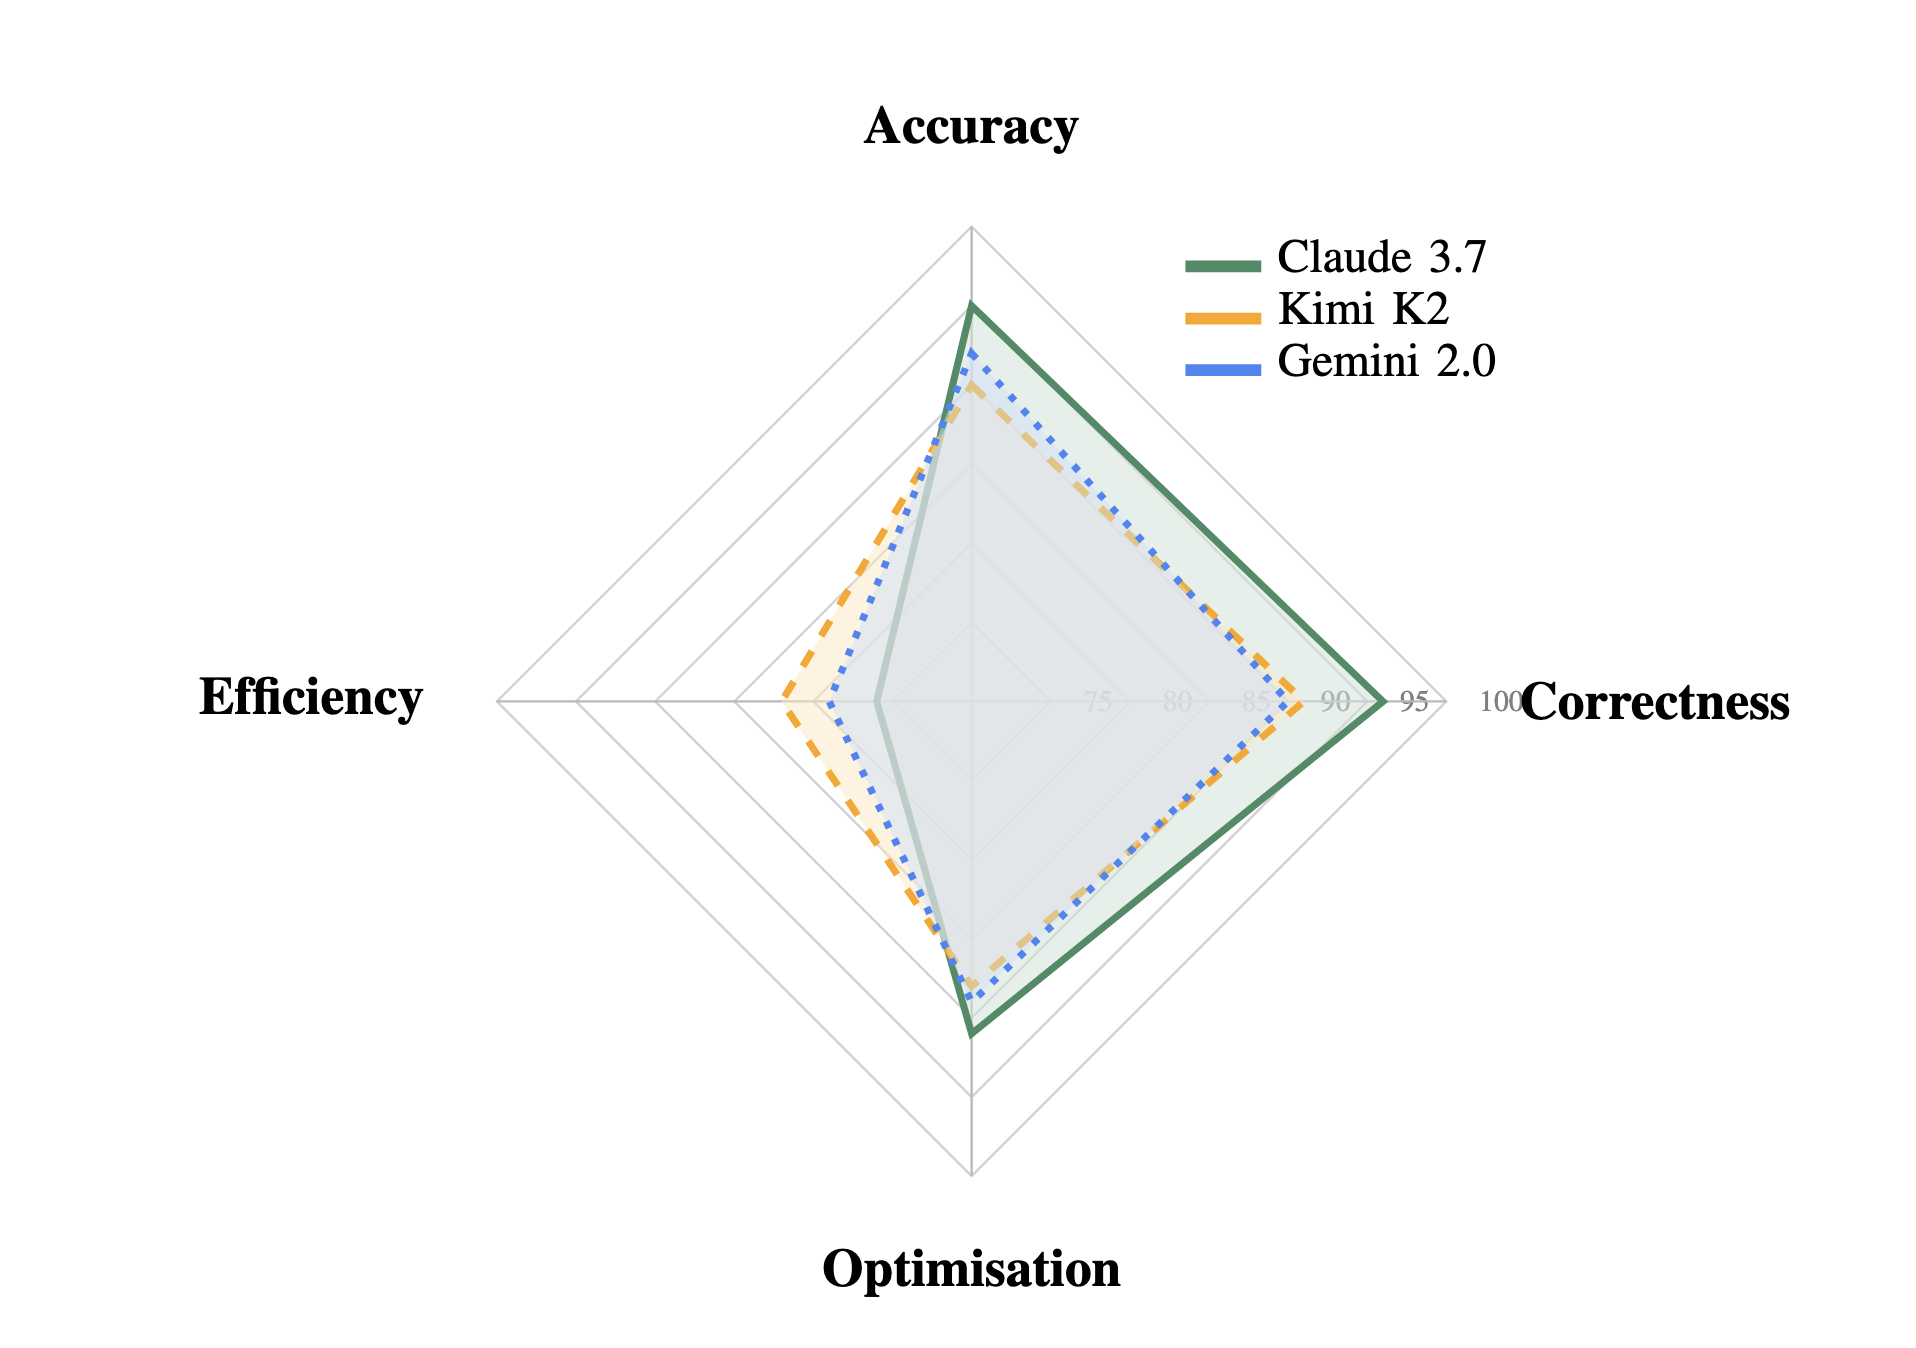 Accuracy
Claude 3.7
Kimi K2
Gemini 2.0
Efficiency
75 80 85 90 95 100
Correctness
Optimisation